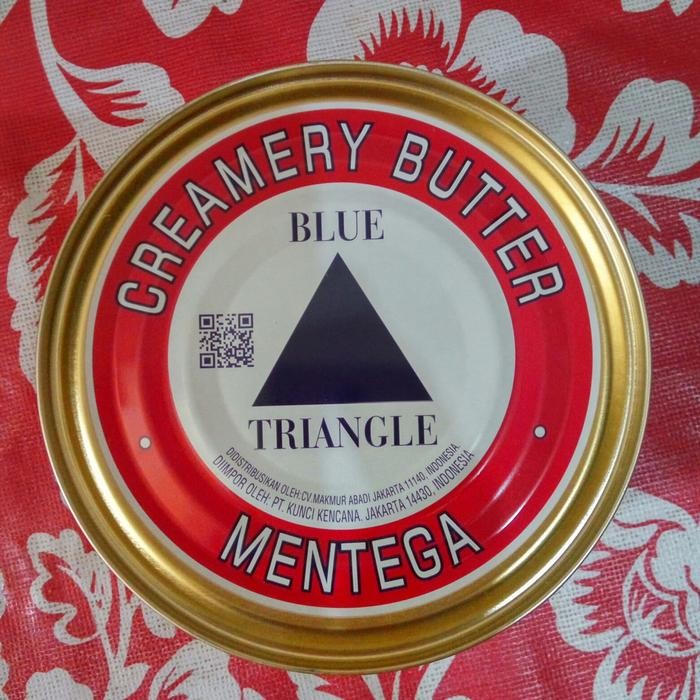 CREAMERY BUTTER
BLUE
TRIANGLE
DIDISTRIBUSIKAN OLEH:CV.MAKMUR ABADI JAKARTA 11140, INDONESIA.
DIIMPOR OLEH: PT. KUNCI KENCANA. JAKARTA 14430, INDONESIA
MENTEGA